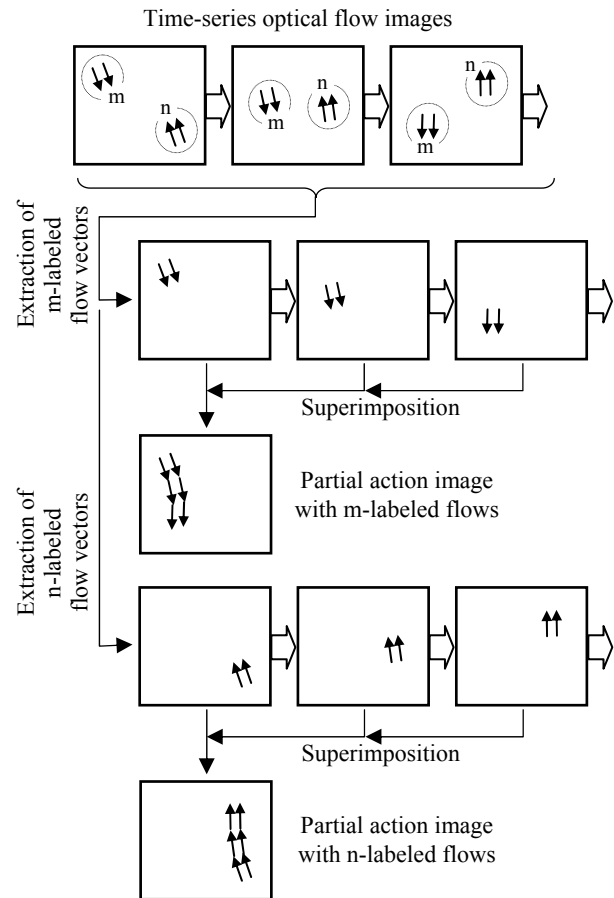 Time-series optical flow images
m
n
m
n
m
n
Extraction of
m-labeled
flow vectors
Superimposition
Partial action image
with m-labeled flows
Extraction of
n-labeled
flow vectors
Superimposition
Partial action image
with n-labeled flows